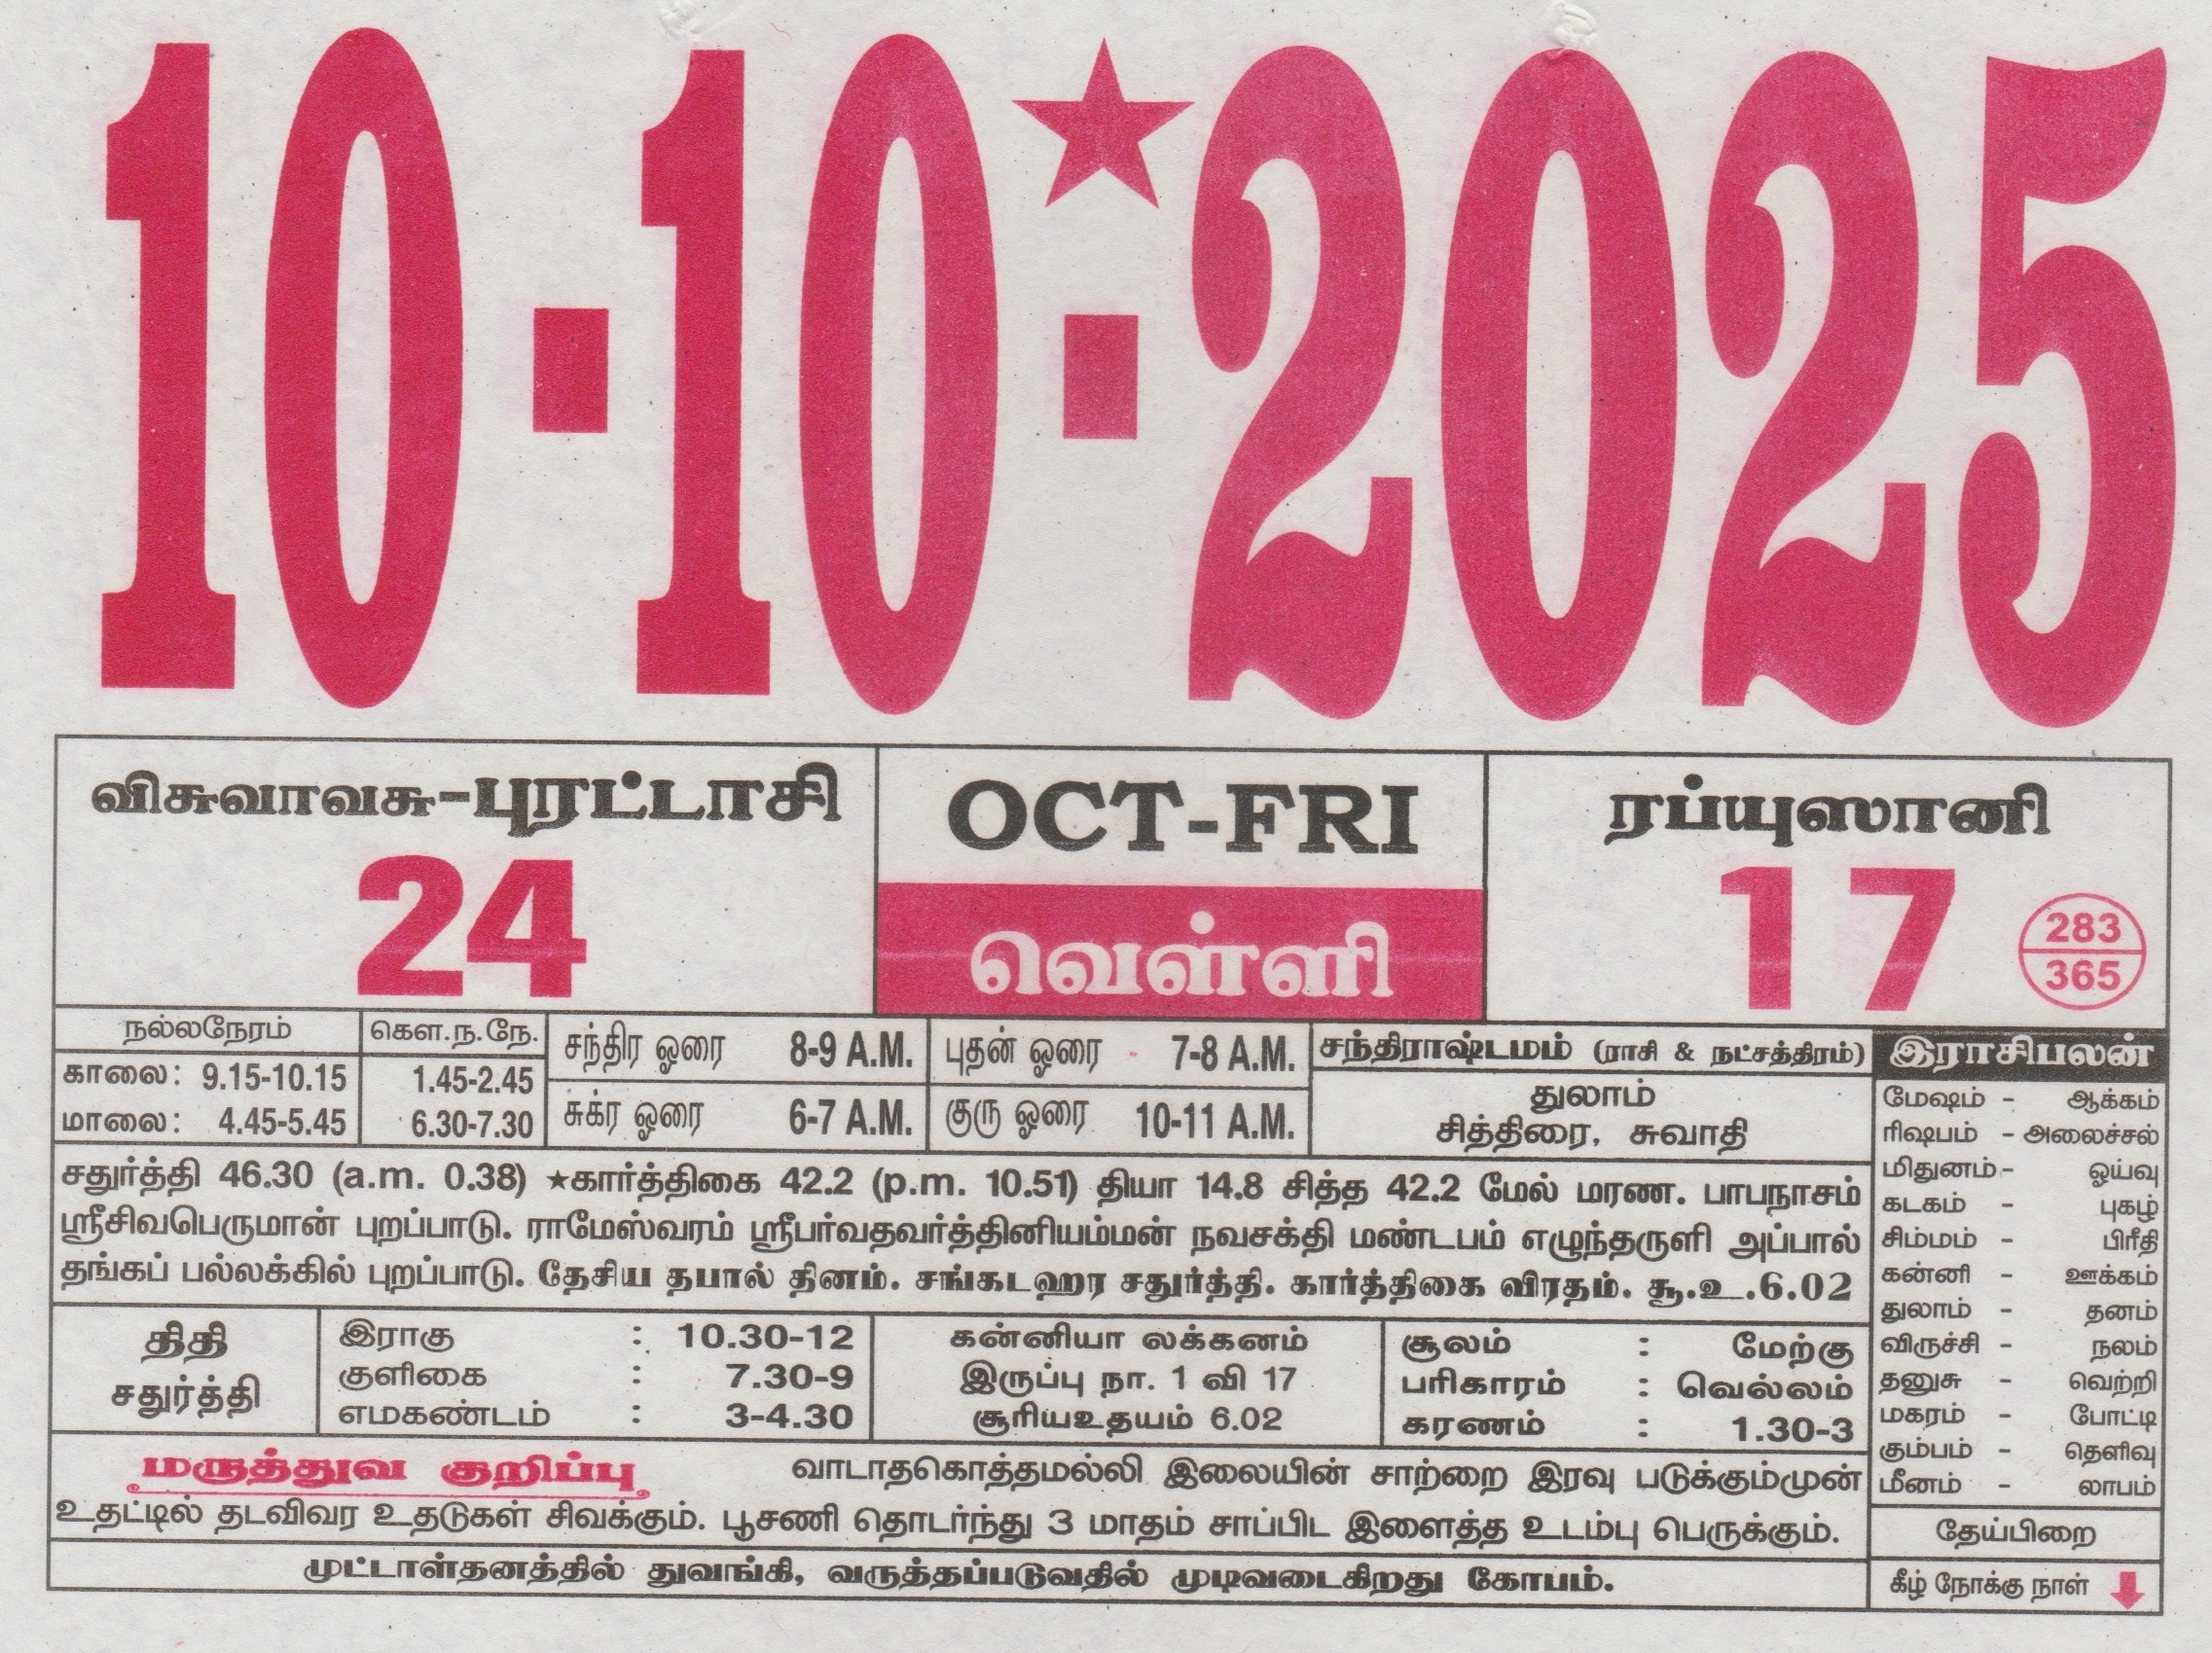 10-10-2025
விசுவாவசு-புரட்டாசி
24
OCT-FRI
வெள்ளி
ரப்யுஸானி
17
283
365
நல்லநேரம்
காலை: 9.15-10.15
மாலை: 4.45-5.45
கௌ.ந.நே.
1.45-2.45
6.30-7.30
சந்திர ஓரை 8-9 A.M.
சுக்ர ஓரை 6-7 A.M.
புதன் ஓரை 7-8 A.M.
குரு ஓரை 10-11 A.M.
சந்திராஷ்டமம் (ராசி & நட்சத்திரம்)
துலாம்
சித்திரை, சுவாதி
சதுர்த்தி 46.30 (a.m. 0.38) ★கார்த்திகை 42.2 (p.m. 10.51) தியா 14.8 சித்த 42.2 மேல் மரண. பாபநாசம்
ஸ்ரீசிவபெருமான் புறப்பாடு. ராமேஸ்வரம் ஸ்ரீபர்வதவர்த்தினியம்மன் நவசக்தி மண்டபம் எழுந்தருளி அப்பால்
தங்கப் பல்லக்கில் புறப்பாடு. தேசிய தபால் தினம். சங்கடஹர சதுர்த்தி. கார்த்திகை விரதம். சூ.உ.6.02
திதி
சதுர்த்தி
இராகு : 10.30-12
குளிகை : 7.30-9
எமகண்டம் : 3-4.30
கன்னியா லக்கனம்
இருப்பு நா. 1 வி 17
சூரியஉதயம் 6.02
சூலம் : மேற்கு
பரிகாரம் : வெல்லம்
கரணம் : 1.30-3
மருத்துவ குறிப்பு வாடாதகொத்தமல்லி இலையின் சாற்றை இரவு படுக்கும்முன்
உதட்டில் தடவிவர உதடுகள் சிவக்கும். பூசணி தொடர்ந்து 3 மாதம் சாப்பிட இளைத்த உடம்பு பெருக்கும்.
முட்டாள்தனத்தில் துவங்கி, வருத்தப்படுவதில் முடிவடைகிறது கோபம்.
இராசிபலன்
மேஷம் - ஆக்கம்
ரிஷபம் - அலைச்சல்
மிதுனம் - ஓய்வு
கடகம் - புகழ்
சிம்மம் - பிரீதி
கன்னி - ஊக்கம்
துலாம் - தனம்
விருச்சி - நலம்
தனுசு - வெற்றி
மகரம் - போட்டி
கும்பம் - தெளிவு
மீனம் - லாபம்
தேய்பிறை
கீழ் நோக்கு நாள்